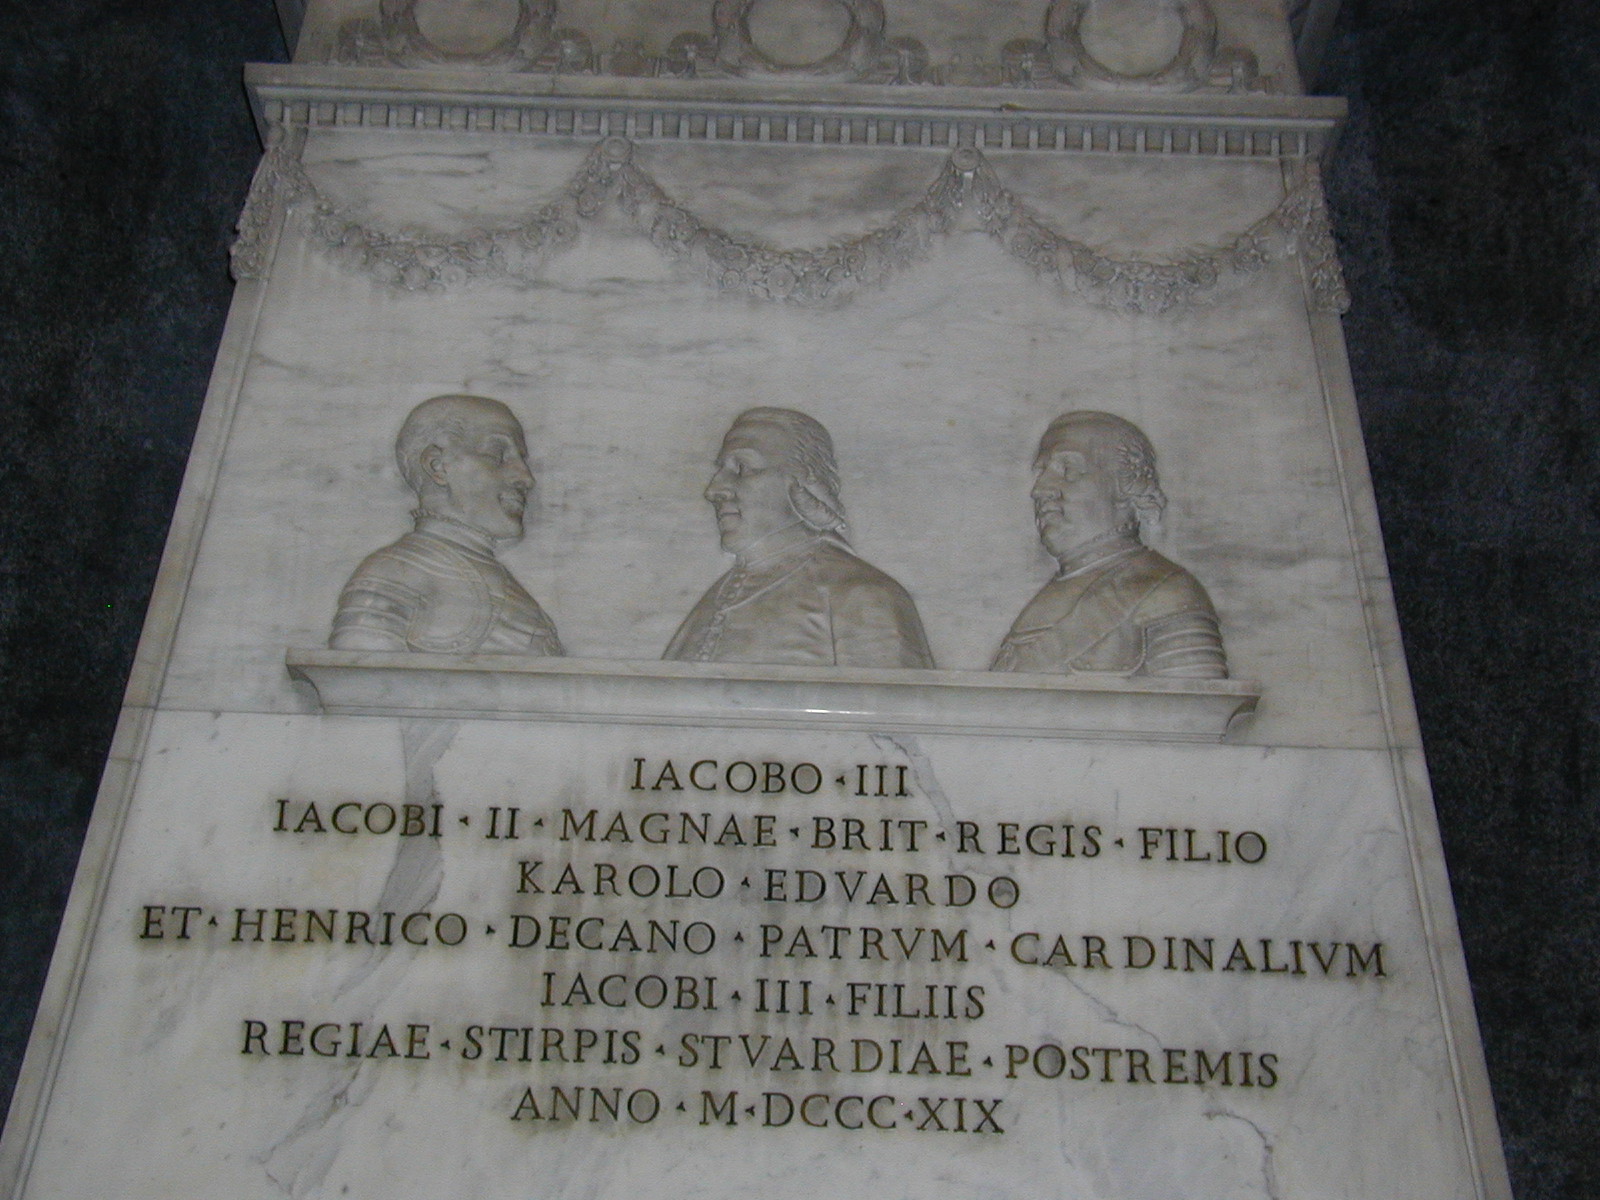 IACOBO · III
IACOBI · II · MAGNAE · BRIT · REGIS · FILIO
KAROLO · EDVARDO
ET · HENRICO · DECANO · PATRVM · CARDINALIVM
IACOBI · III · FILIIS
REGIAE · STIRPIS · STVARDIAE · POSTREMIS
ANNO · M · DCCC · XIX